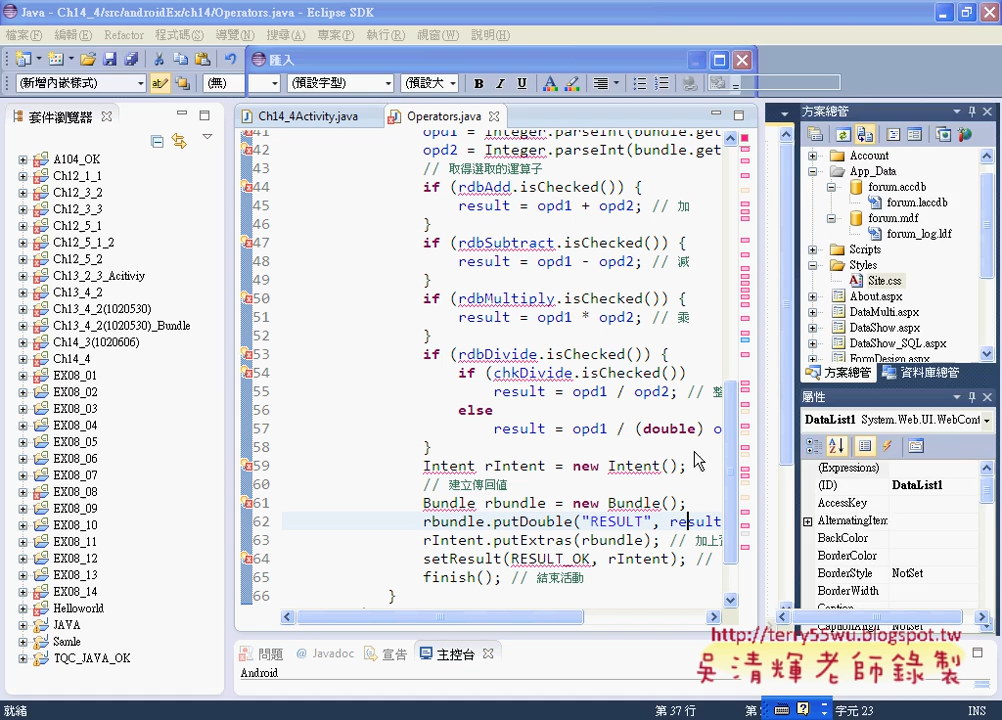 Java - Ch14_4/src/androidEx/ch14/Operators.java - Eclipse SDK
檔案(F) 編輯(E) Refactor 程式碼(S) 導覽(N) 搜尋(A) 專案(P) 執行(R) 視窗(W) 說明(H)
匯入
(新增內嵌樣式) (無) (預設字型) (預設大 B I U
套件瀏覽器
A104_OK
Ch12_1_1
Ch12_3_2
Ch12_3_3
Ch12_5_1
Ch12_5_1_2
Ch12_5_2
Ch13_2_3_Acitiviy
Ch13_4_2
Ch13_4_2(1020530)
Ch13_4_2(1020530)_Bundle
Ch14_3(1020606)
Ch14_4
EX08_01
EX08_02
EX08_03
EX08_04
EX08_05
EX08_06
EX08_07
EX08_08
EX08_09
EX08_10
EX08_11
EX08_12
EX08_13
EX08_14
Helloworld
JAVA
Samle
TQC_JAVA_OK
Ch14_4Activity.java Operators.java
41 opd1 = Integer.parseInt(bundle.get
42 opd2 = Integer.parseInt(bundle.get
43 // 取得選取的運算子
44 if (rdbAdd.isChecked()) {
45 result = opd1 + opd2; // 加
46 }
47 if (rdbSubtract.isChecked()) {
48 result = opd1 - opd2; // 減
49 }
50 if (rdbMultiply.isChecked()) {
51 result = opd1 * opd2; // 乘
52 }
53 if (rdbDivide.isChecked()) {
54 if (chkDivide.isChecked())
55 result = opd1 / opd2; // 整
56 else
57 result = opd1 / (double) o
58 }
59 Intent rIntent = new Intent();
60 // 建立傳回值
61 Bundle rbundle = new Bundle();
62 rbundle.putDouble("RESULT", result
63 rIntent.putExtras(rbundle); // 加上
64 setResult(RESULT_OK, rIntent); //
65 finish(); // 結束活動
66 }
問題 @ Javadoc 宣告 主控台
Android
方案總管
Account
App_Data
forum.accdb
forum.laccdb
forum.mdf
forum_log.ldf
Scripts
Styles
Site.css
About.aspx
DataMulti.aspx
DataShow.aspx
DataShow_SQL.aspx
FormDesign.aspx
方案總管 資料庫總管
屬性
DataList1 System.Web.UI.WebCont
(Expressions)
(ID) DataList1
AccessKey
AlternatingItem
BackColor
BorderColor
BorderStyle NotSet
BorderWidth
Caption
CaptionAlign NotSet
http://terry55wu.blogspot.tw
吳清輝老師錄製
就緒 第 37 行 字元 23 INS